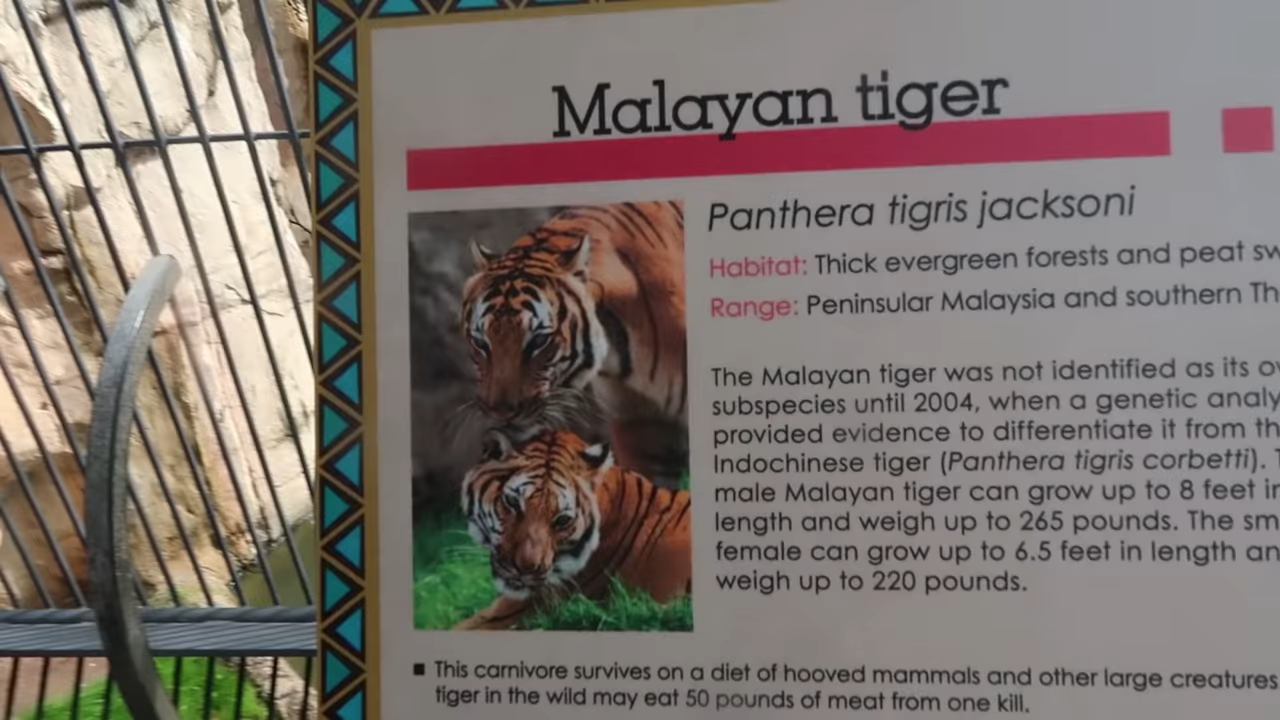 Malayan tiger
Panthera tigris jacksoni
Habitat: Thick evergreen forests and peat
Range: Peninsular Malaysia and southern
The Malayan tiger was not identified as its
subspecies until 2004, when a genetic
provided evidence to differentiate it from
Indochinese tiger (Panthera tigris corbetti).
male Malayan tiger can grow up to 8 feet
length and weigh up to 265 pounds. The
female can grow up to 6.5 feet in length
weigh up to 220 pounds.
■ This carnivore survives on a diet of hooved mammals and other large creatures
tiger in the wild may eat 50 pounds of meat from one kill.